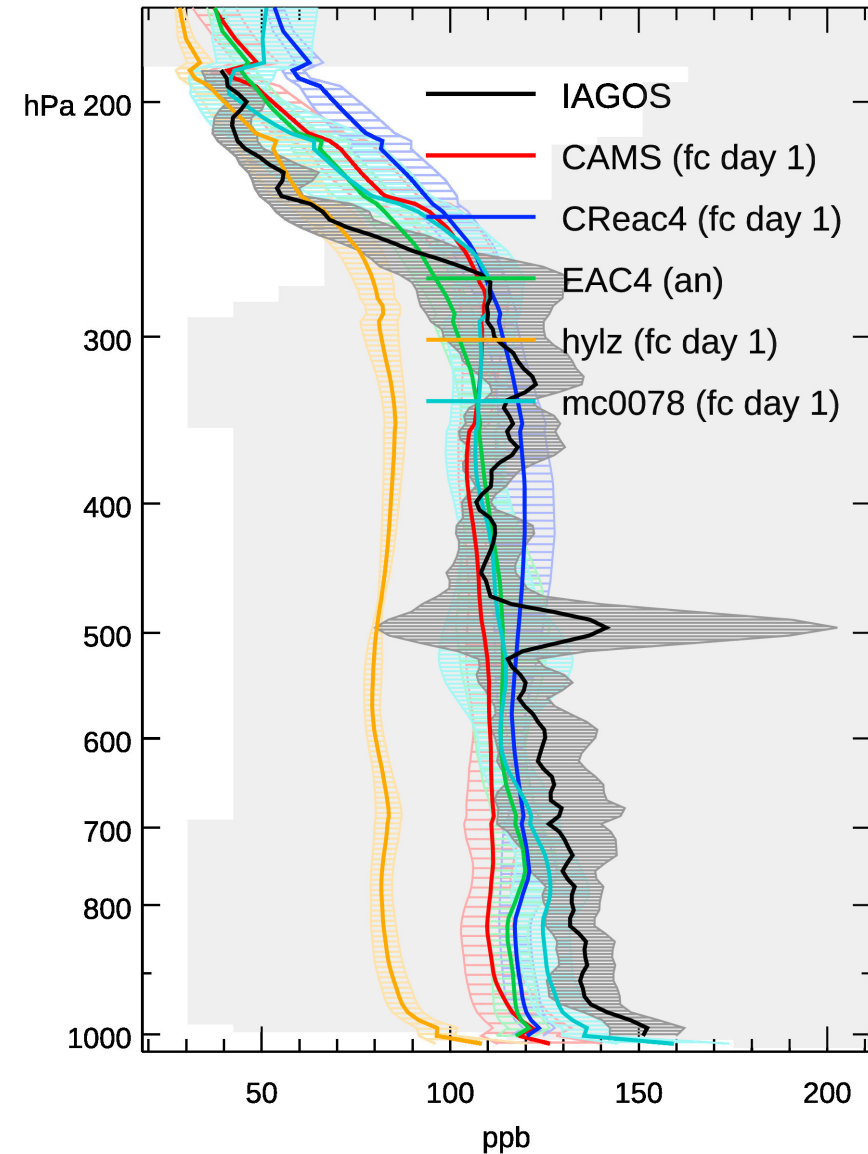 hPa 200
300
400
500
600
700
800
1000
IAGOS
CAMS (fc day 1)
CReac4 (fc day 1)
EAC4 (an)
hylz (fc day 1)
mc0078 (fc day 1)
50 100 150 200
ppb